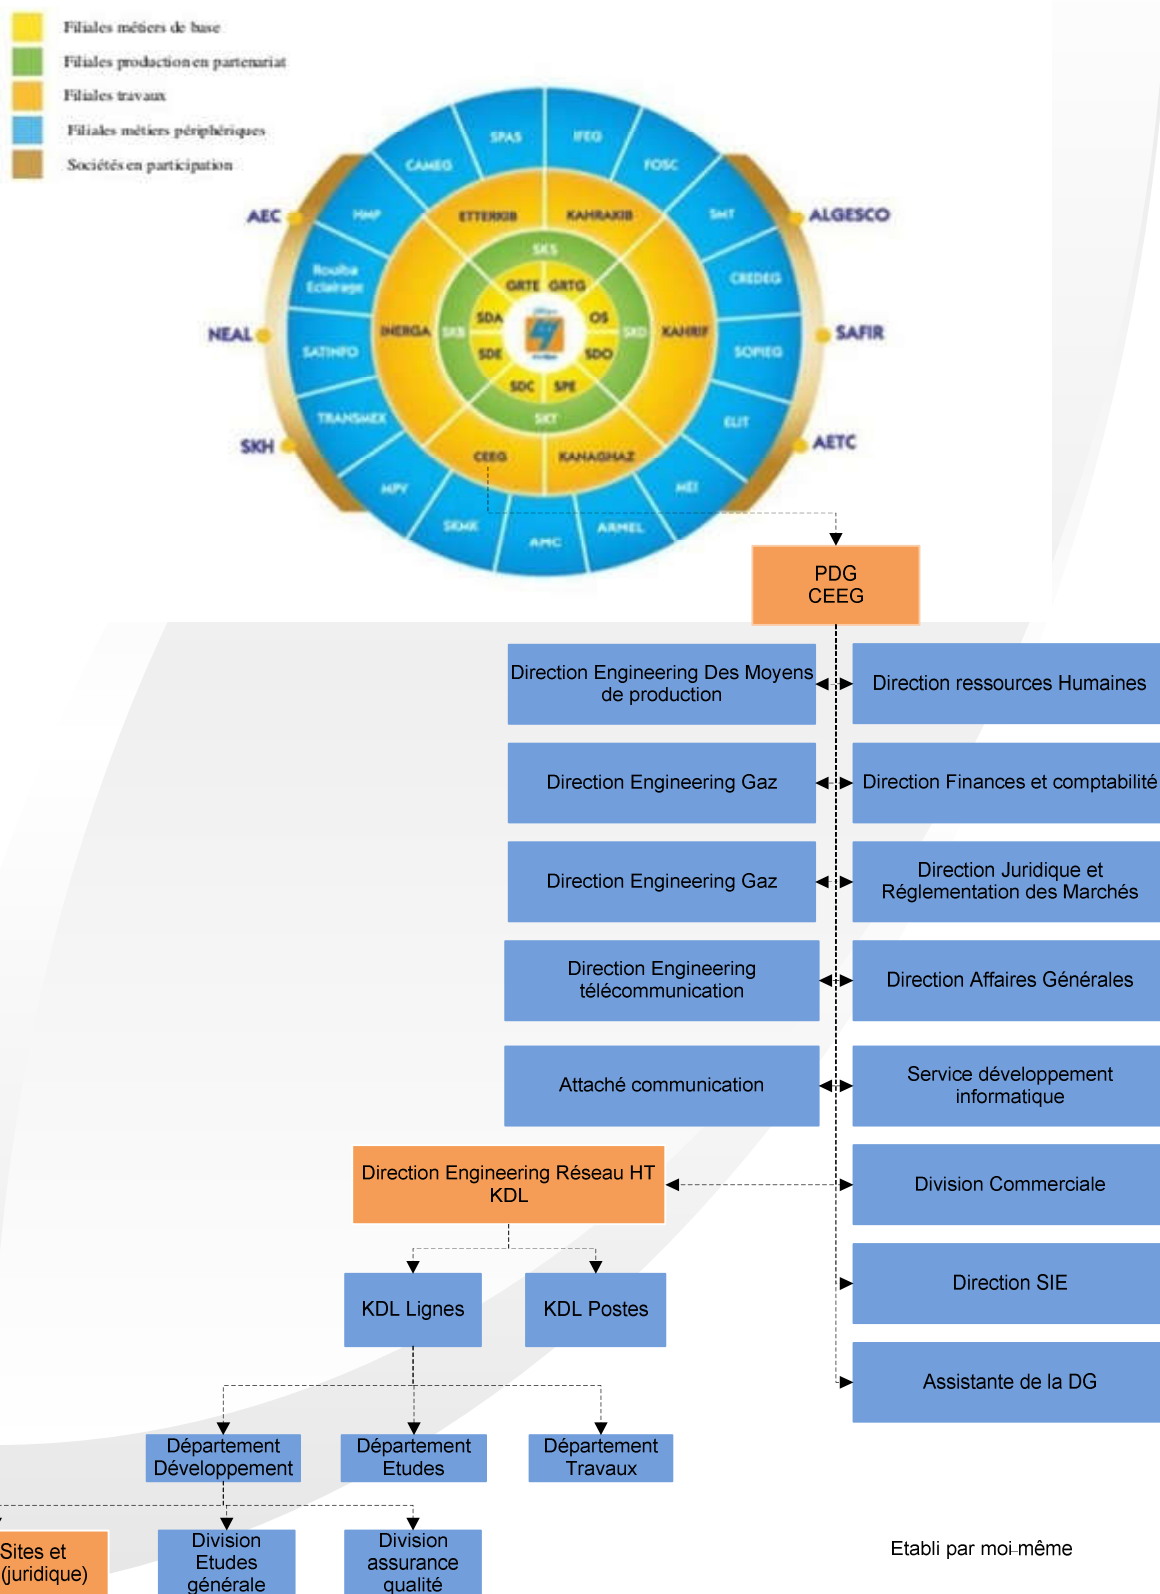 Filiales métiers de base
Filiales production en partenariat
Filiales travaux
Filiales métiers périphériques
Sociétés en participation
SPAS
IFEG
CAMEG
FOSC
MMP
ETTERKIB
KAHRAKIB
SMT
AEC
ALGESCO
SKS
Rouiba
Eclairage
CREDEG
GRTE
GRTG
SDA
OS
NEAL
INERGA
SKB
SKD
KAHRIF
SAFIR
SATINFO
SDE
SDO
SOPIEG
SDC
SPE
TRANSMEX
SKT
ELIT
SKH
AETC
CEEG
KANAGHAZ
MPV
MEI
SKMK
ARMEL
AMC
PDG
CEEG
Direction Engineering Des Moyens
de production
Direction ressources Humaines
Direction Engineering Gaz
Direction Finances et comptabilité
Direction Engineering Gaz
Direction Juridique et
Réglementation des Marchés
Direction Engineering
télécommunication
Direction Affaires Générales
Attaché communication
Service développement
informatique
Direction Engineering Réseau HT
KDL
Division Commerciale
KDL Lignes
KDL Postes
Direction SIE
Assistante de la DG
Département
Développement
Département
Etudes
Département
Travaux
Sites et
(juridique)
Division
Etudes
générale
Division
assurance
qualité
Etabli par moi-même